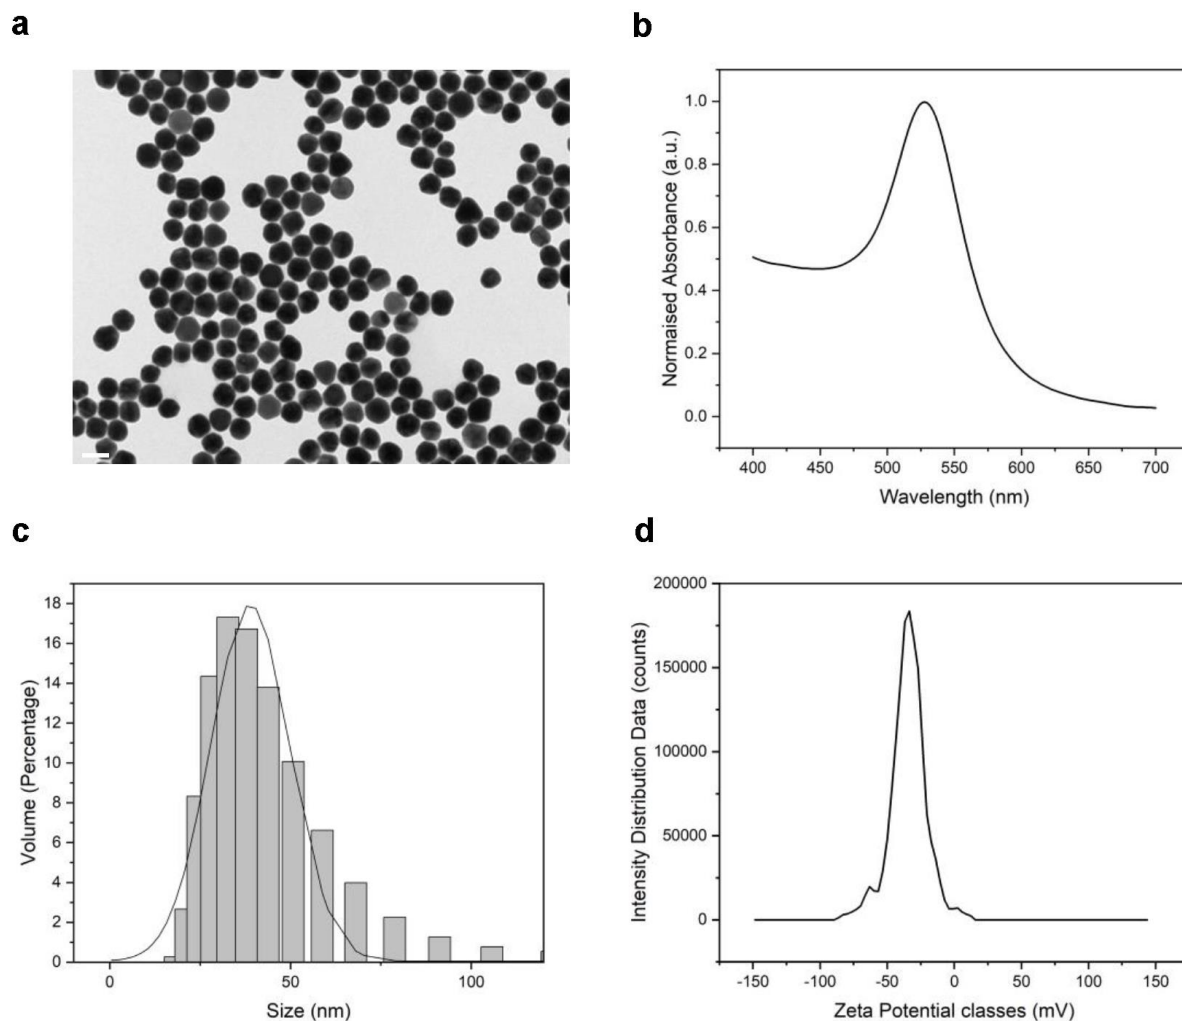 a
b
Normaised Absorbance (a.u.)
1.0
0.8
0.6
0.4
0.2
0.0
400 450 500 550 600 650 700
Wavelength (nm)
c
Volume (Percentage)
18
16
14
12
10
8
6
4
2
0
0 50 100
Size (nm)
d
Intensity Distribution Data (counts)
200000
150000
100000
50000
0
-150 -100 -50 0 50 100 150
Zeta Potential classes (mV)